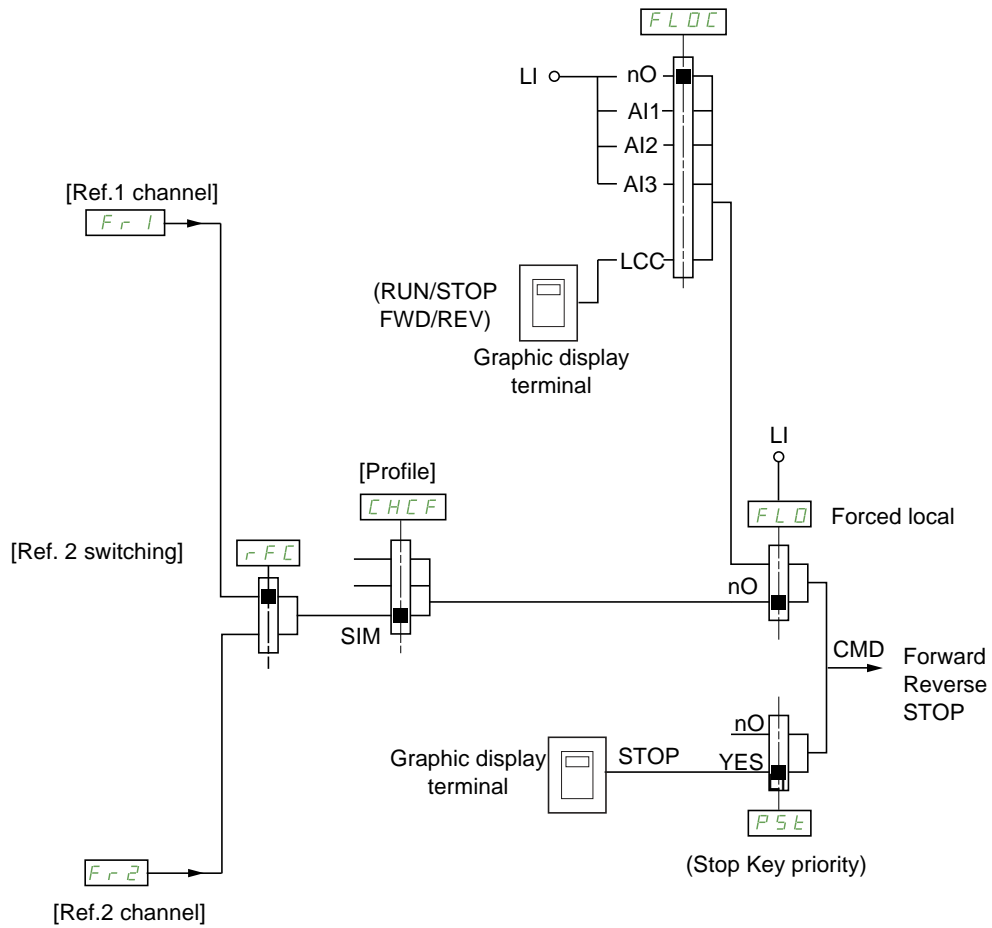 FLOC
LI
nO
AI1
AI2
AI3
LCC
[Ref.1 channel]
Fr1
(RUN/STOP
FWD/REV)
Graphic display
terminal
LI
[Profile]
CHCF
FLO
Forced local
[Ref. 2 switching]
rFC
nO
SIM
CMD
Forward
Reverse
STOP
nO
Graphic display
terminal
STOP
YES
PSt
(Stop Key priority)
Fr2
[Ref.2 channel]